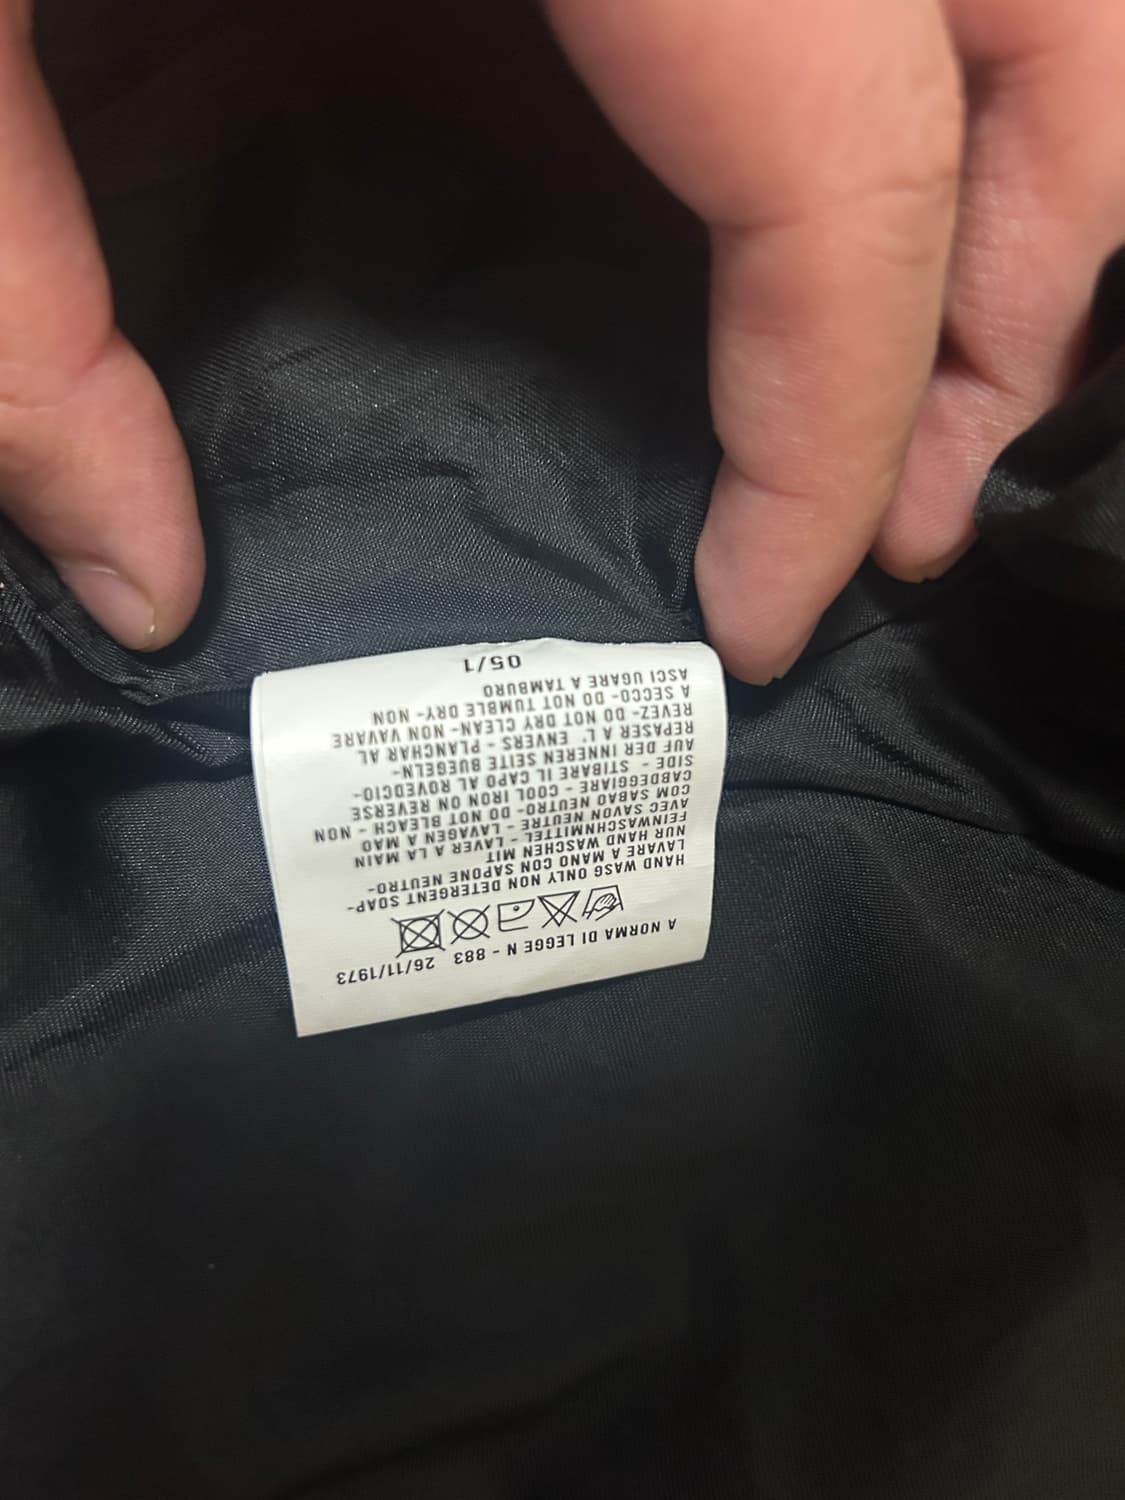 A NORMA DI LEGGE N - 883 26/11/1973
HAND WASG ONLY NON DETERGENT SOAP-
LAVARE A MANO CON SAPONE NEUTRO-
NUR HAND WASCHEN MIT
FEINWASCHMITTEL - LAVER A LA MAIN
AVEC SAVON NEUTRE - LAVAGEN A MAO
COM SABAO NEUTRO- DO NOT BLEACH - NON
CABDEGGIARE - COOL IRON ON REVERSE
SIDE - STIBARE IL CAPO AL ROVEDCIO-
AUF DER INNEREN SEITE BUEGELN-
REPASER A L' ENVERS - PLANCHAR AL
REVEZ- DO NOT DRY CLEAN- NON VAVARE
A SECCO- DO NOT TUMBLE DRY- NON
ASCI UGARE A TAMBURO
05/1